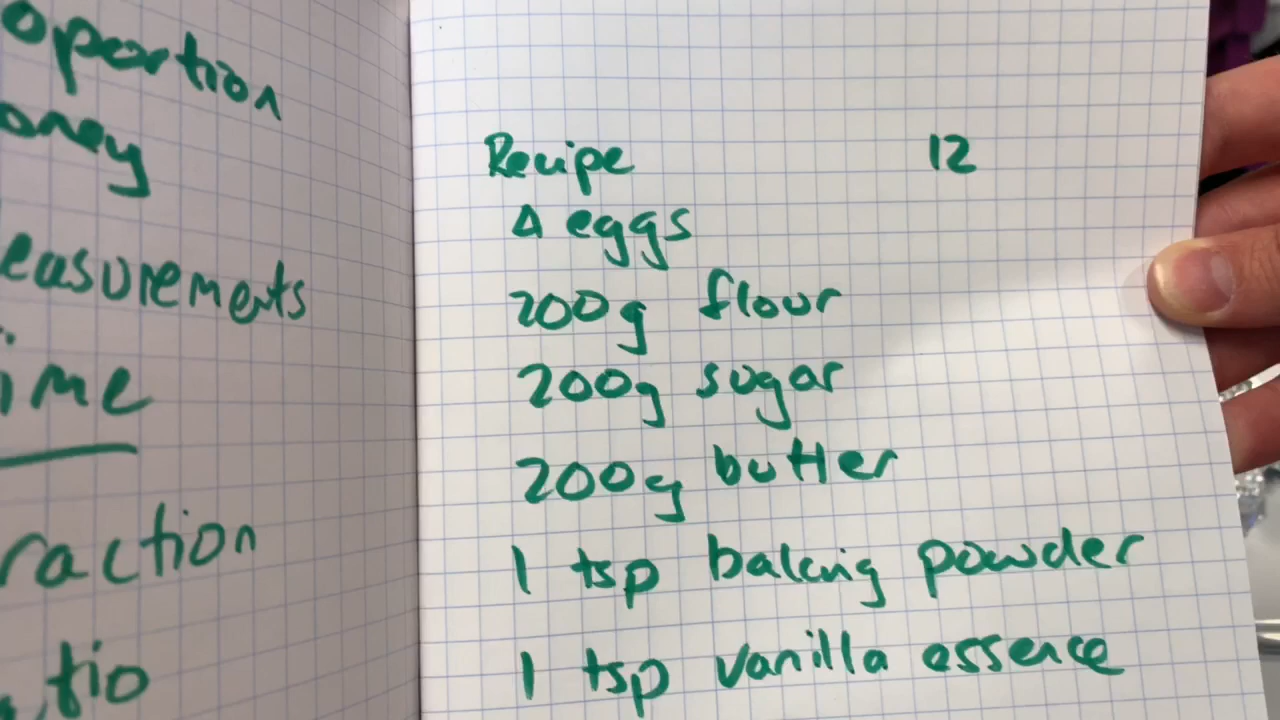 oportion
oney
easurements
ime
raction
atio
Recipe 12
4 eggs
200g flour
200g sugar
200g butter
1 tsp baking powder
1 tsp vanilla essence